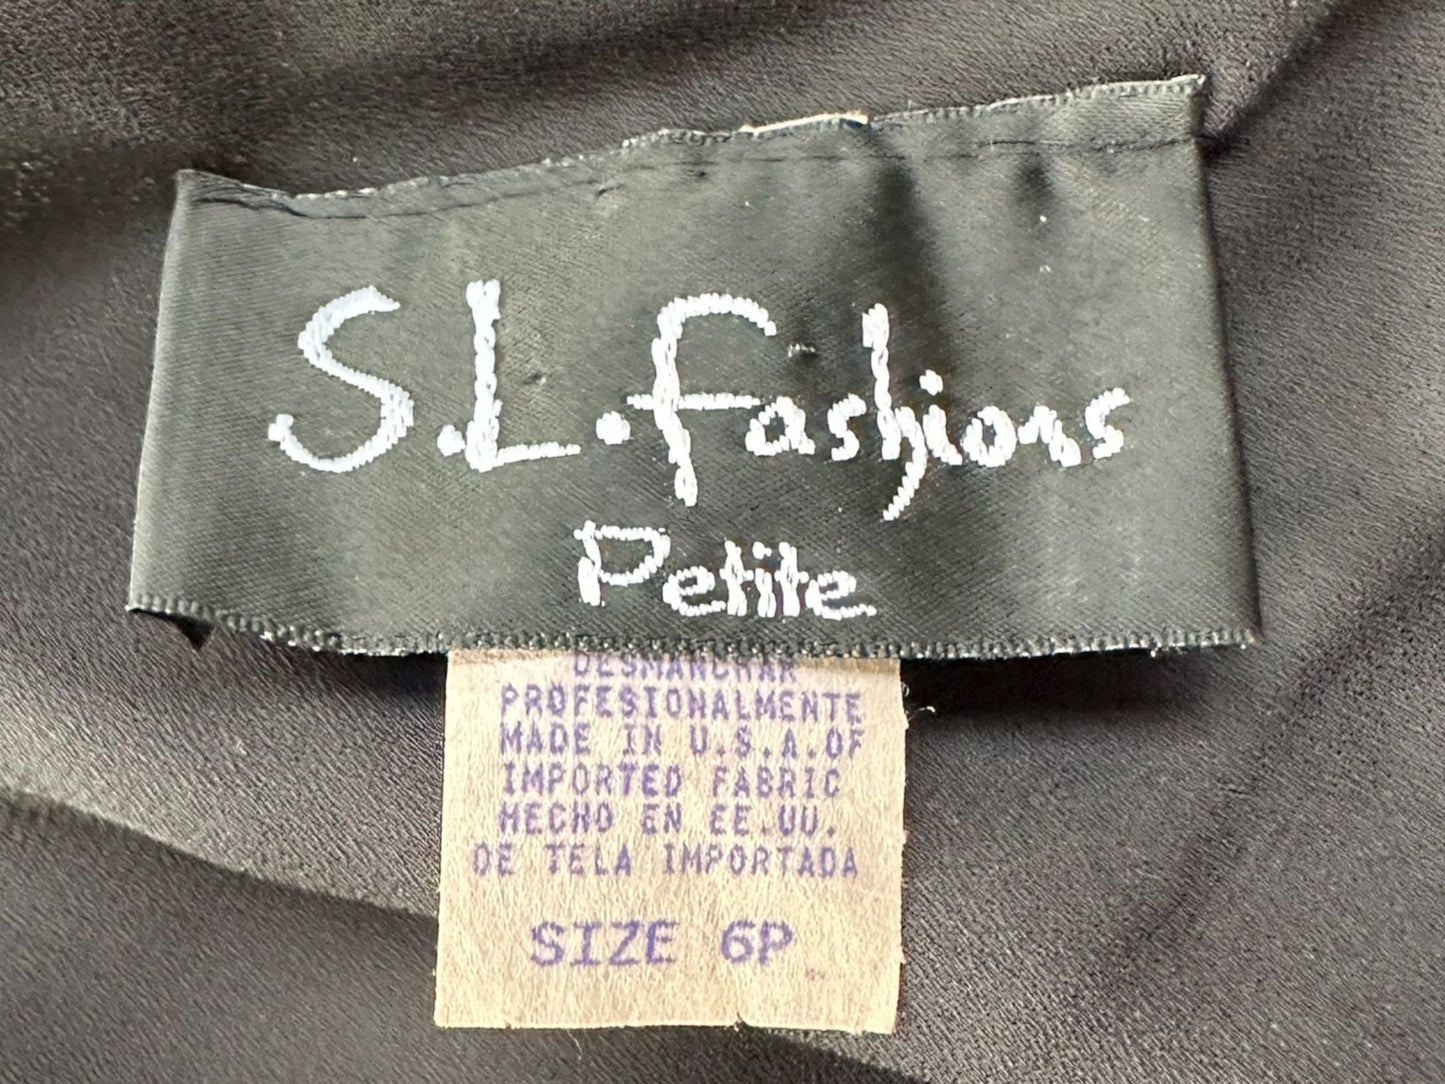 S.L. fashions
Petite
DESMANCHAR
PROFESIONALMENTE
MADE IN U.S.A.OF
IMPORTED FABRIC
HECHO EN EE.UU.
DE TELA IMPORTADA
SIZE 6P